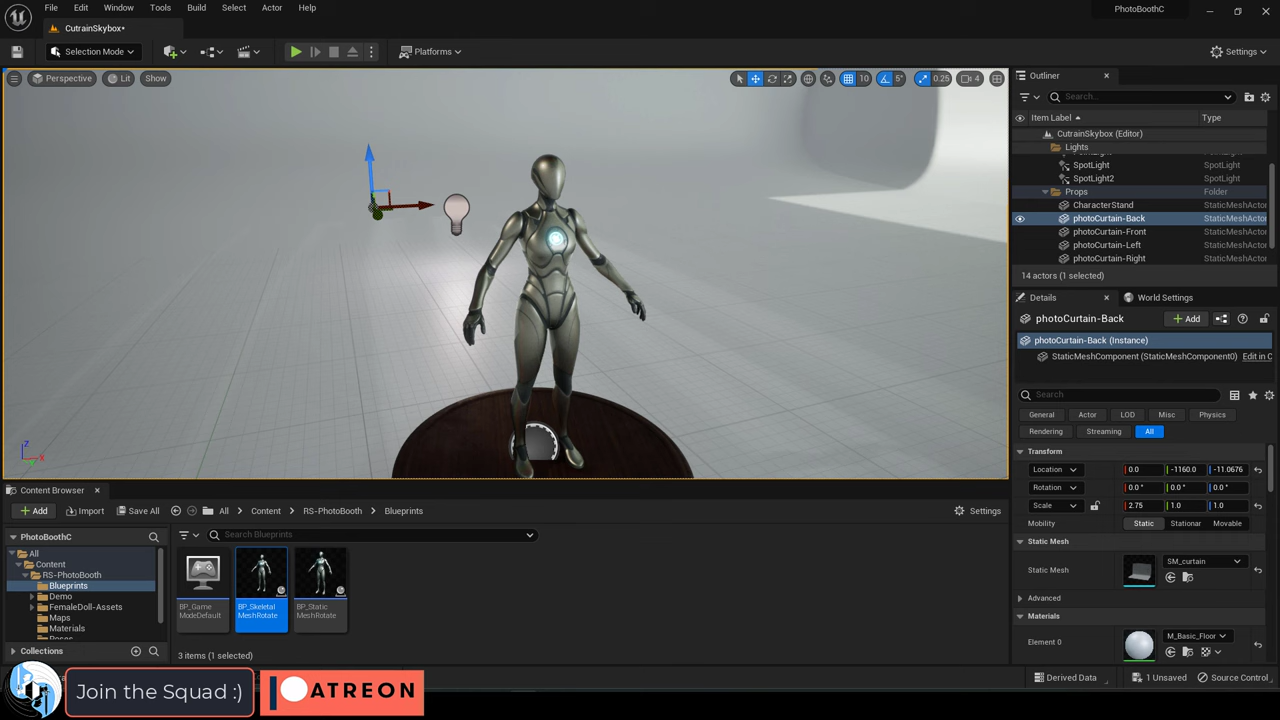 File Edit Window Tools Build Select Actor Help
PhotoBoothC
CutrainSkybox•
Selection Mode
Platforms
Settings
Perspective Lit Show
10 5° 0.25 4
Outliner
Search...
Item Label Type
CutrainSkybox (Editor)
Lights
SpotLight SpotLight
SpotLight2 SpotLight
Props Folder
CharacterStand StaticMeshActor
photoCurtain-Back StaticMeshActor
photoCurtain-Front StaticMeshActor
photoCurtain-Left StaticMeshActor
photoCurtain-Right StaticMeshActor
14 actors (1 selected)
Details World Settings
photoCurtain-Back Add
photoCurtain-Back (Instance)
StaticMeshComponent (StaticMeshComponent0) Edit in C
Search
General Actor LOD Misc Physics
Rendering Streaming All
Transform
Location 0.0 -1160.0 -11.0676
Rotation 0.0 ° 0.0 ° 0.0 °
Scale 2.75 1.0 1.0
Mobility Static Stationar Movable
Static Mesh
Static Mesh SM_curtain
Advanced
Materials
Element 0 M_Basic_Floor
Z
X
Content Browser
Add Import Save All All Content RS-PhotoBooth Blueprints Settings
PhotoBoothC
Search Blueprints
All
Content
RS-PhotoBooth
Blueprints
Demo
FemaleDoll-Assets
Maps
Materials
Poses
Collections
BP_Game
ModeDefault
BP_Skeletal
MeshRotate
BP_Static
MeshRotate
3 items (1 selected)
Derived Data 1 Unsaved Source Control
Join the Squad :)
PATREON